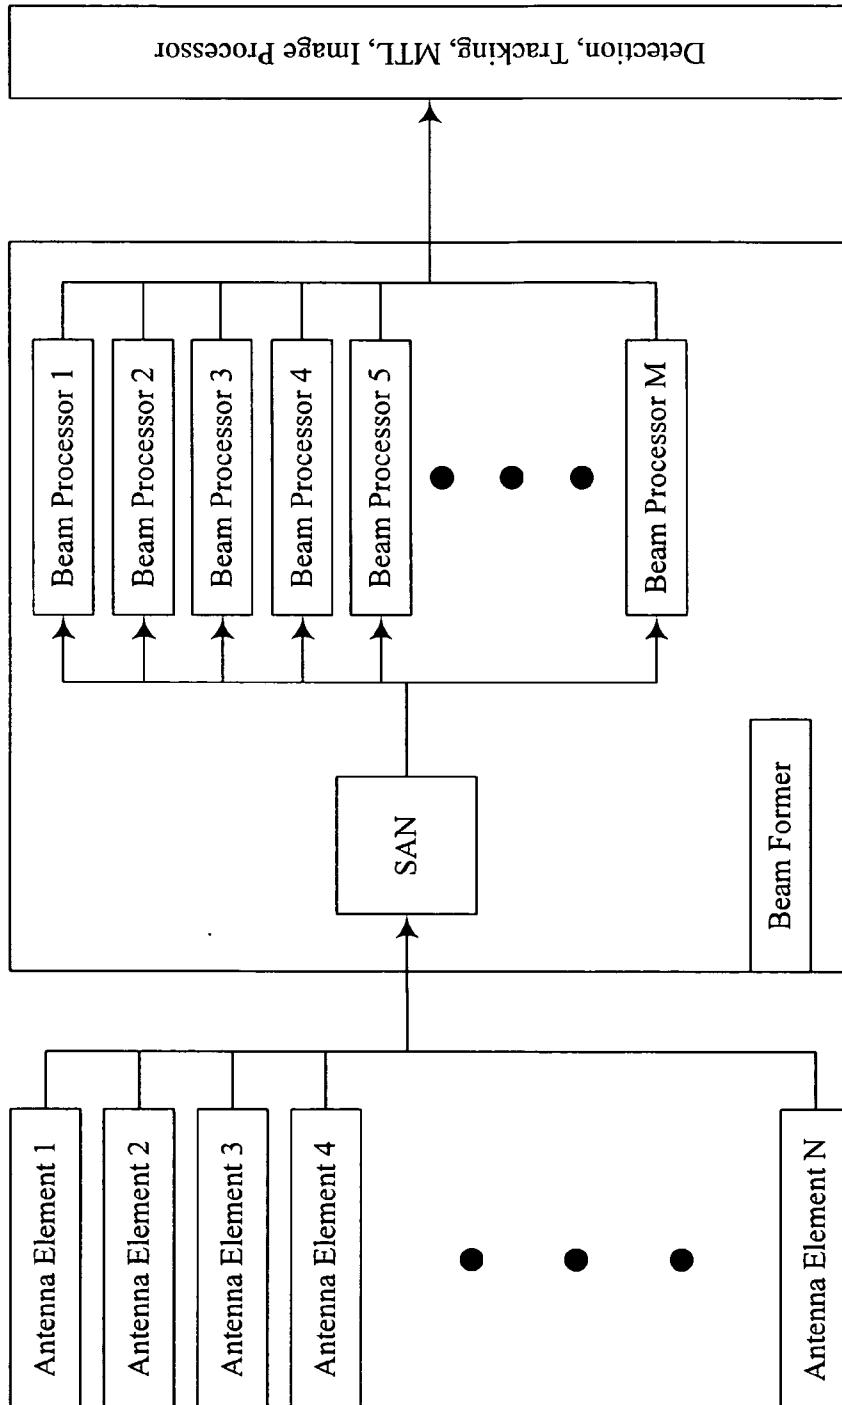 Antenna Element 1
Antenna Element 2
Antenna Element 3
Antenna Element 4
Antenna Element N
SAN
Beam Former
Beam Processor 1
Beam Processor 2
Beam Processor 3
Beam Processor 4
Beam Processor 5
Beam Processor M
Detection, Tracking, MTL, Image Processor